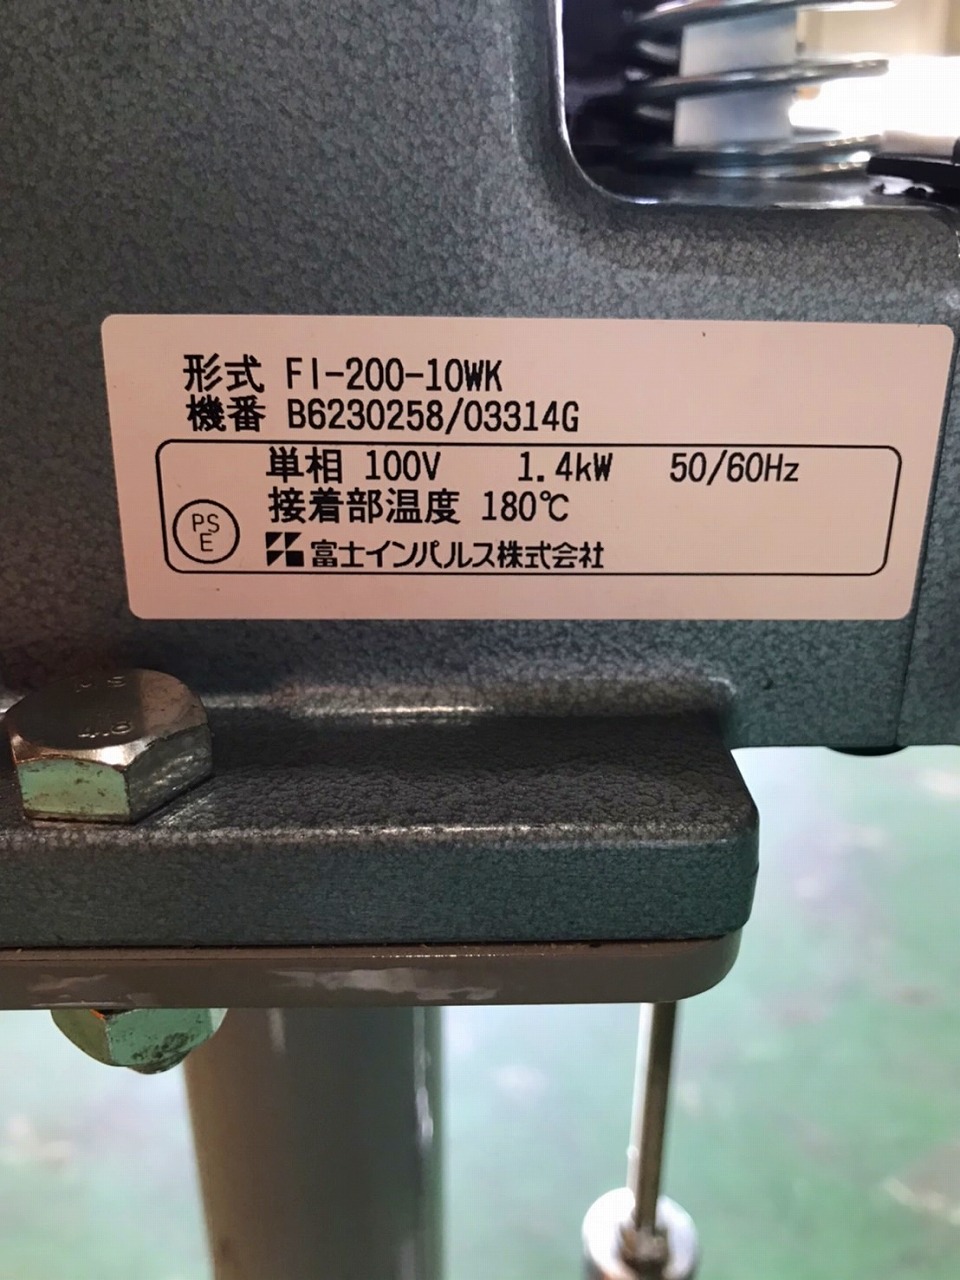 形式 FI-200-10WK
機番 B6230258/03314G
単相 100V 1.4kW 50/60Hz
接着部温度 180℃
PS
E
富士インパルス株式会社